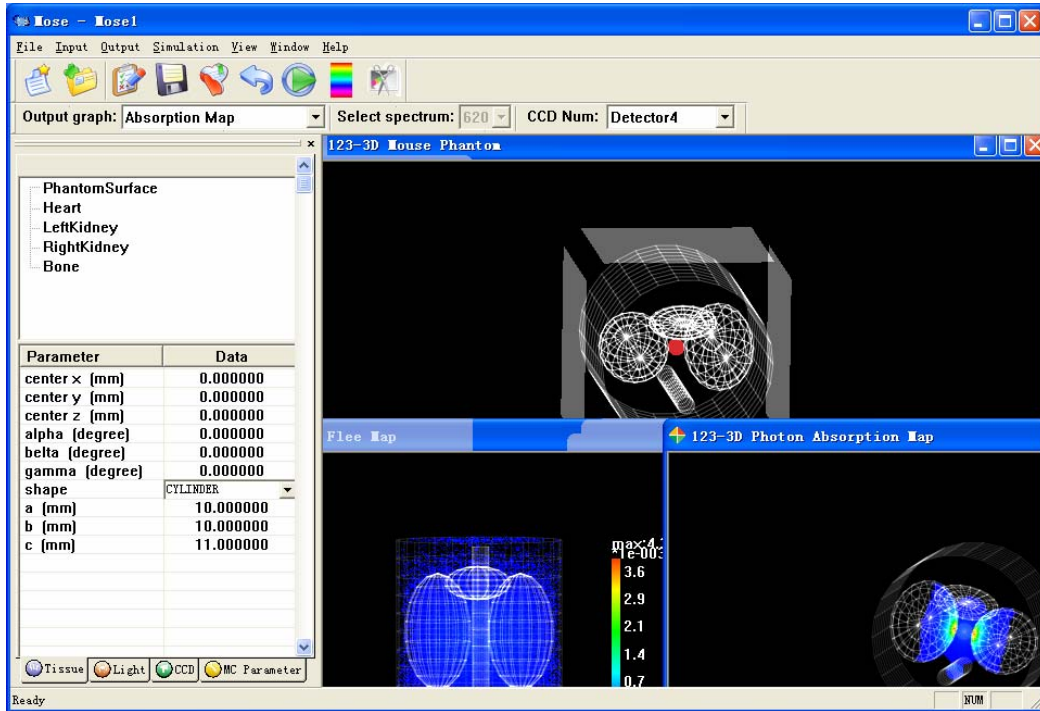 Mose - Mose1
File Input Output Simulation View Window Help
Output graph: Absorption Map Select spectrum: 620 CCD Num: Detector4
123-3D Mouse Phantom
PhantomSurface
Heart
LeftKidney
RightKidney
Bone
Parameter Data
center x (mm) 0.000000
center y (mm) 0.000000
center z (mm) 0.000000
alpha (degree) 0.000000
belta (degree) 0.000000
gamma (degree) 0.000000
shape CYLINDER
a (mm) 10.000000
b (mm) 10.000000
c (mm) 11.000000
Flee Map
123-3D Photon Absorption Map
max:4.
*1e-003
3.6
2.9
2.1
1.4
0.7
Tissue Light CCD MC Parameter
Ready NUM